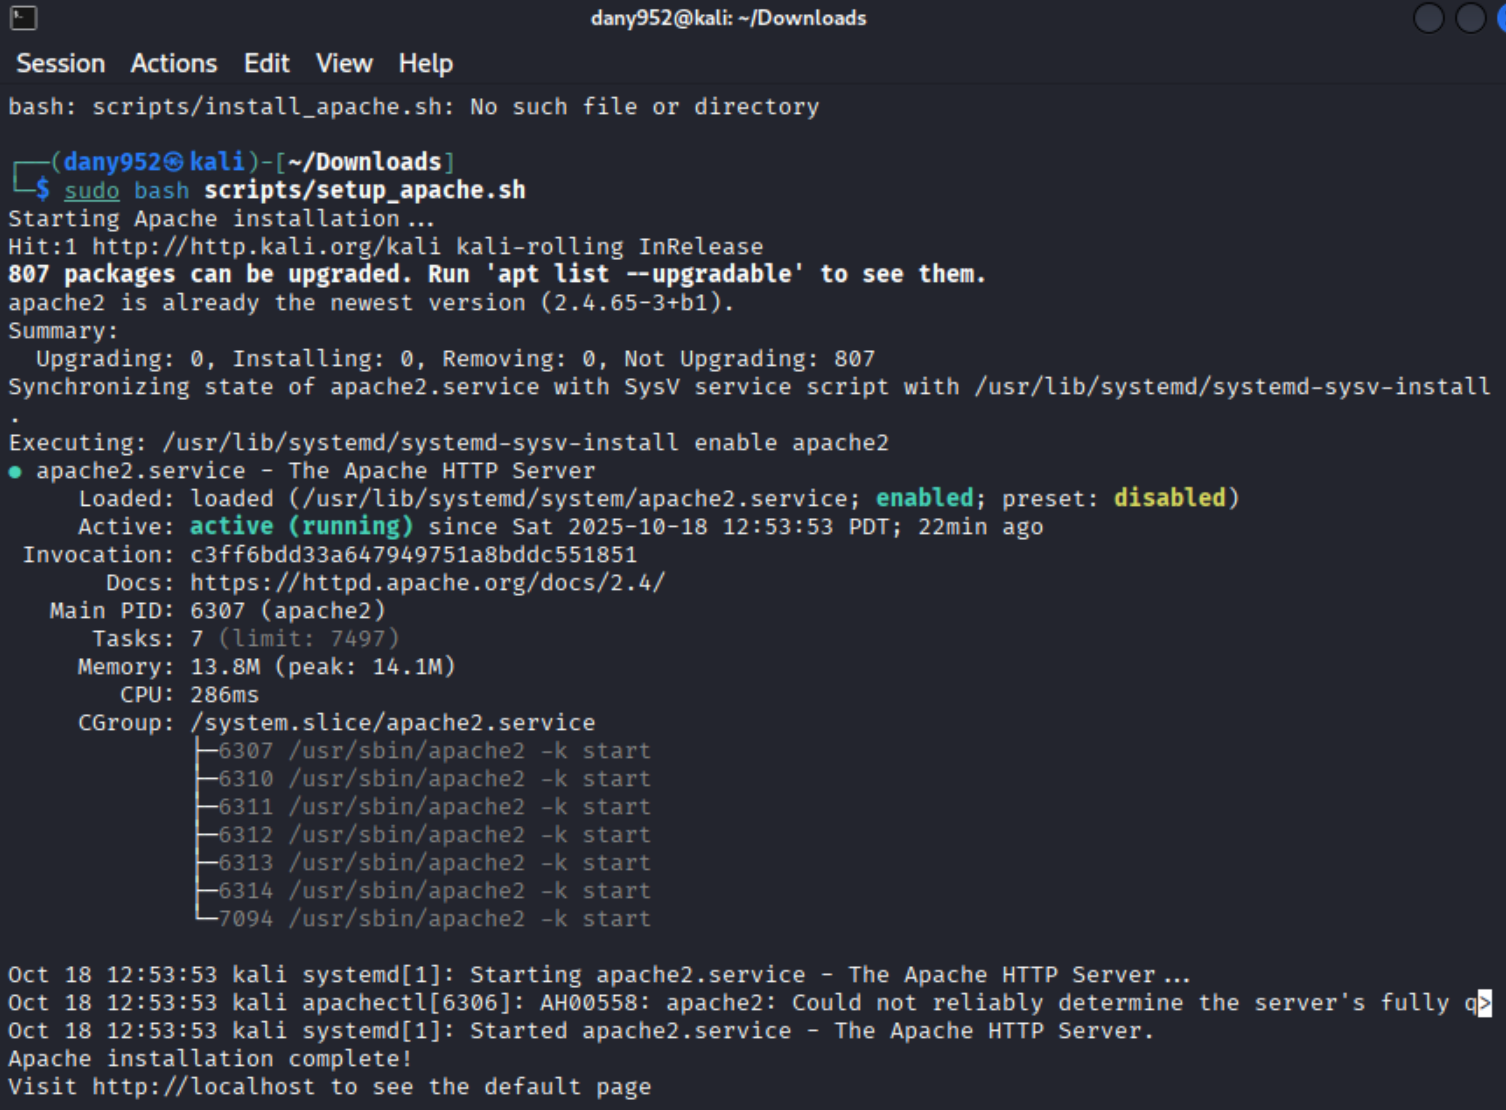 dany952@kali: ~/Downloads
Session Actions Edit View Help
bash: scripts/install_apache.sh: No such file or directory
┌──(dany952㉿kali)-[~/Downloads]
└─$ sudo bash scripts/setup_apache.sh
Starting Apache installation...
Hit:1 http://http.kali.org/kali kali-rolling InRelease
807 packages can be upgraded. Run 'apt list --upgradable' to see them.
apache2 is already the newest version (2.4.65-3+b1).
Summary:
  Upgrading: 0, Installing: 0, Removing: 0, Not Upgrading: 807
Synchronizing state of apache2.service with SysV service script with /usr/lib/systemd/systemd-sysv-install
.
Executing: /usr/lib/systemd/systemd-sysv-install enable apache2
● apache2.service - The Apache HTTP Server
     Loaded: loaded (/usr/lib/systemd/system/apache2.service; enabled; preset: disabled)
     Active: active (running) since Sat 2025-10-18 12:53:53 PDT; 22min ago
 Invocation: c3ff6bdd33a647949751a8bddc551851
       Docs: https://httpd.apache.org/docs/2.4/
   Main PID: 6307 (apache2)
      Tasks: 7 (limit: 7497)
     Memory: 13.8M (peak: 14.1M)
        CPU: 286ms
     CGroup: /system.slice/apache2.service
             ├─6307 /usr/sbin/apache2 -k start
             ├─6310 /usr/sbin/apache2 -k start
             ├─6311 /usr/sbin/apache2 -k start
             ├─6312 /usr/sbin/apache2 -k start
             ├─6313 /usr/sbin/apache2 -k start
             ├─6314 /usr/sbin/apache2 -k start
             └─7094 /usr/sbin/apache2 -k start
Oct 18 12:53:53 kali systemd[1]: Starting apache2.service - The Apache HTTP Server...
Oct 18 12:53:53 kali apachectl[6306]: AH00558: apache2: Could not reliably determine the server's fully q>
Oct 18 12:53:53 kali systemd[1]: Started apache2.service - The Apache HTTP Server.
Apache installation complete!
Visit http://localhost to see the default page